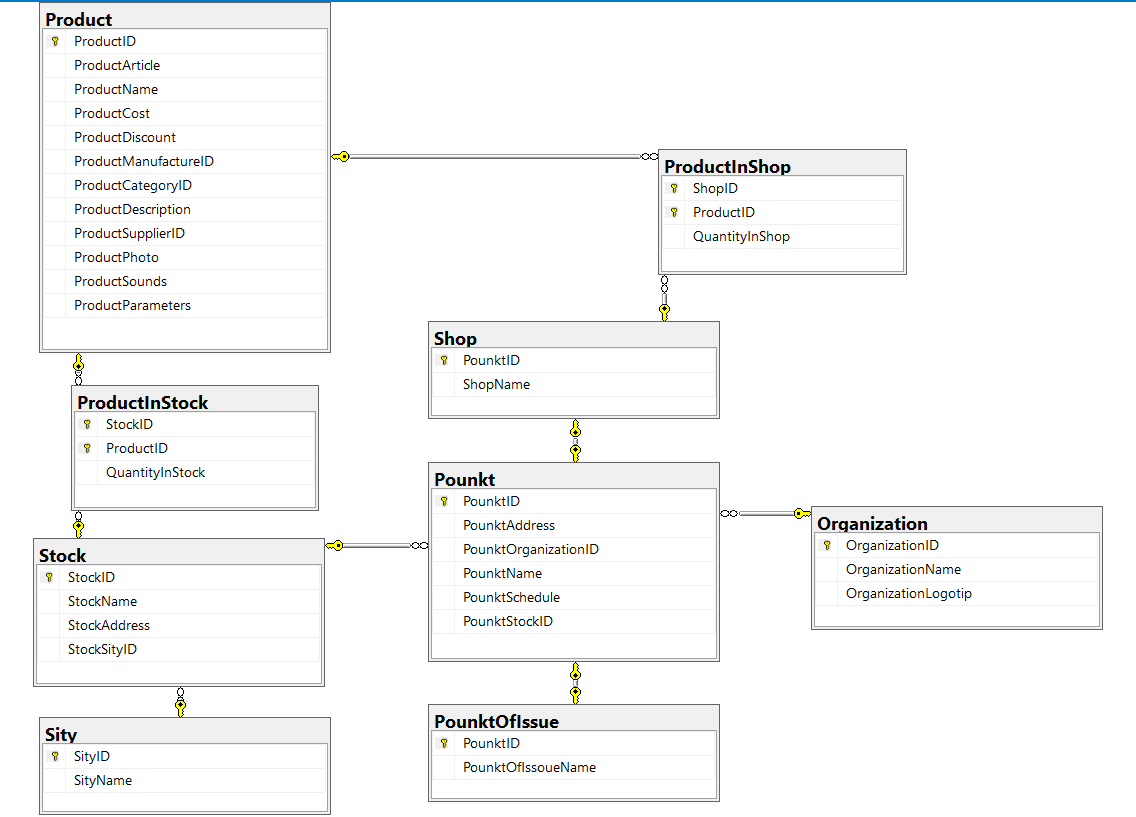 Product
ProductID
ProductArticle
ProductName
ProductCost
ProductDiscount
ProductManufactureID
ProductCategoryID
ProductDescription
ProductSupplierID
ProductPhoto
ProductSounds
ProductParameters
ProductInShop
ShopID
ProductID
QuantityInShop
Shop
PounktID
ShopName
ProductInStock
StockID
ProductID
QuantityInStock
Pounkt
PounktID
PounktAddress
PounktOrganizationID
PounktName
PounktSchedule
PounktStockID
Organization
OrganizationID
OrganizationName
OrganizationLogotip
Stock
StockID
StockName
StockAddress
StockSityID
PounktOfIssue
PounktID
PounktOfIssoueName
Sity
SityID
SityName